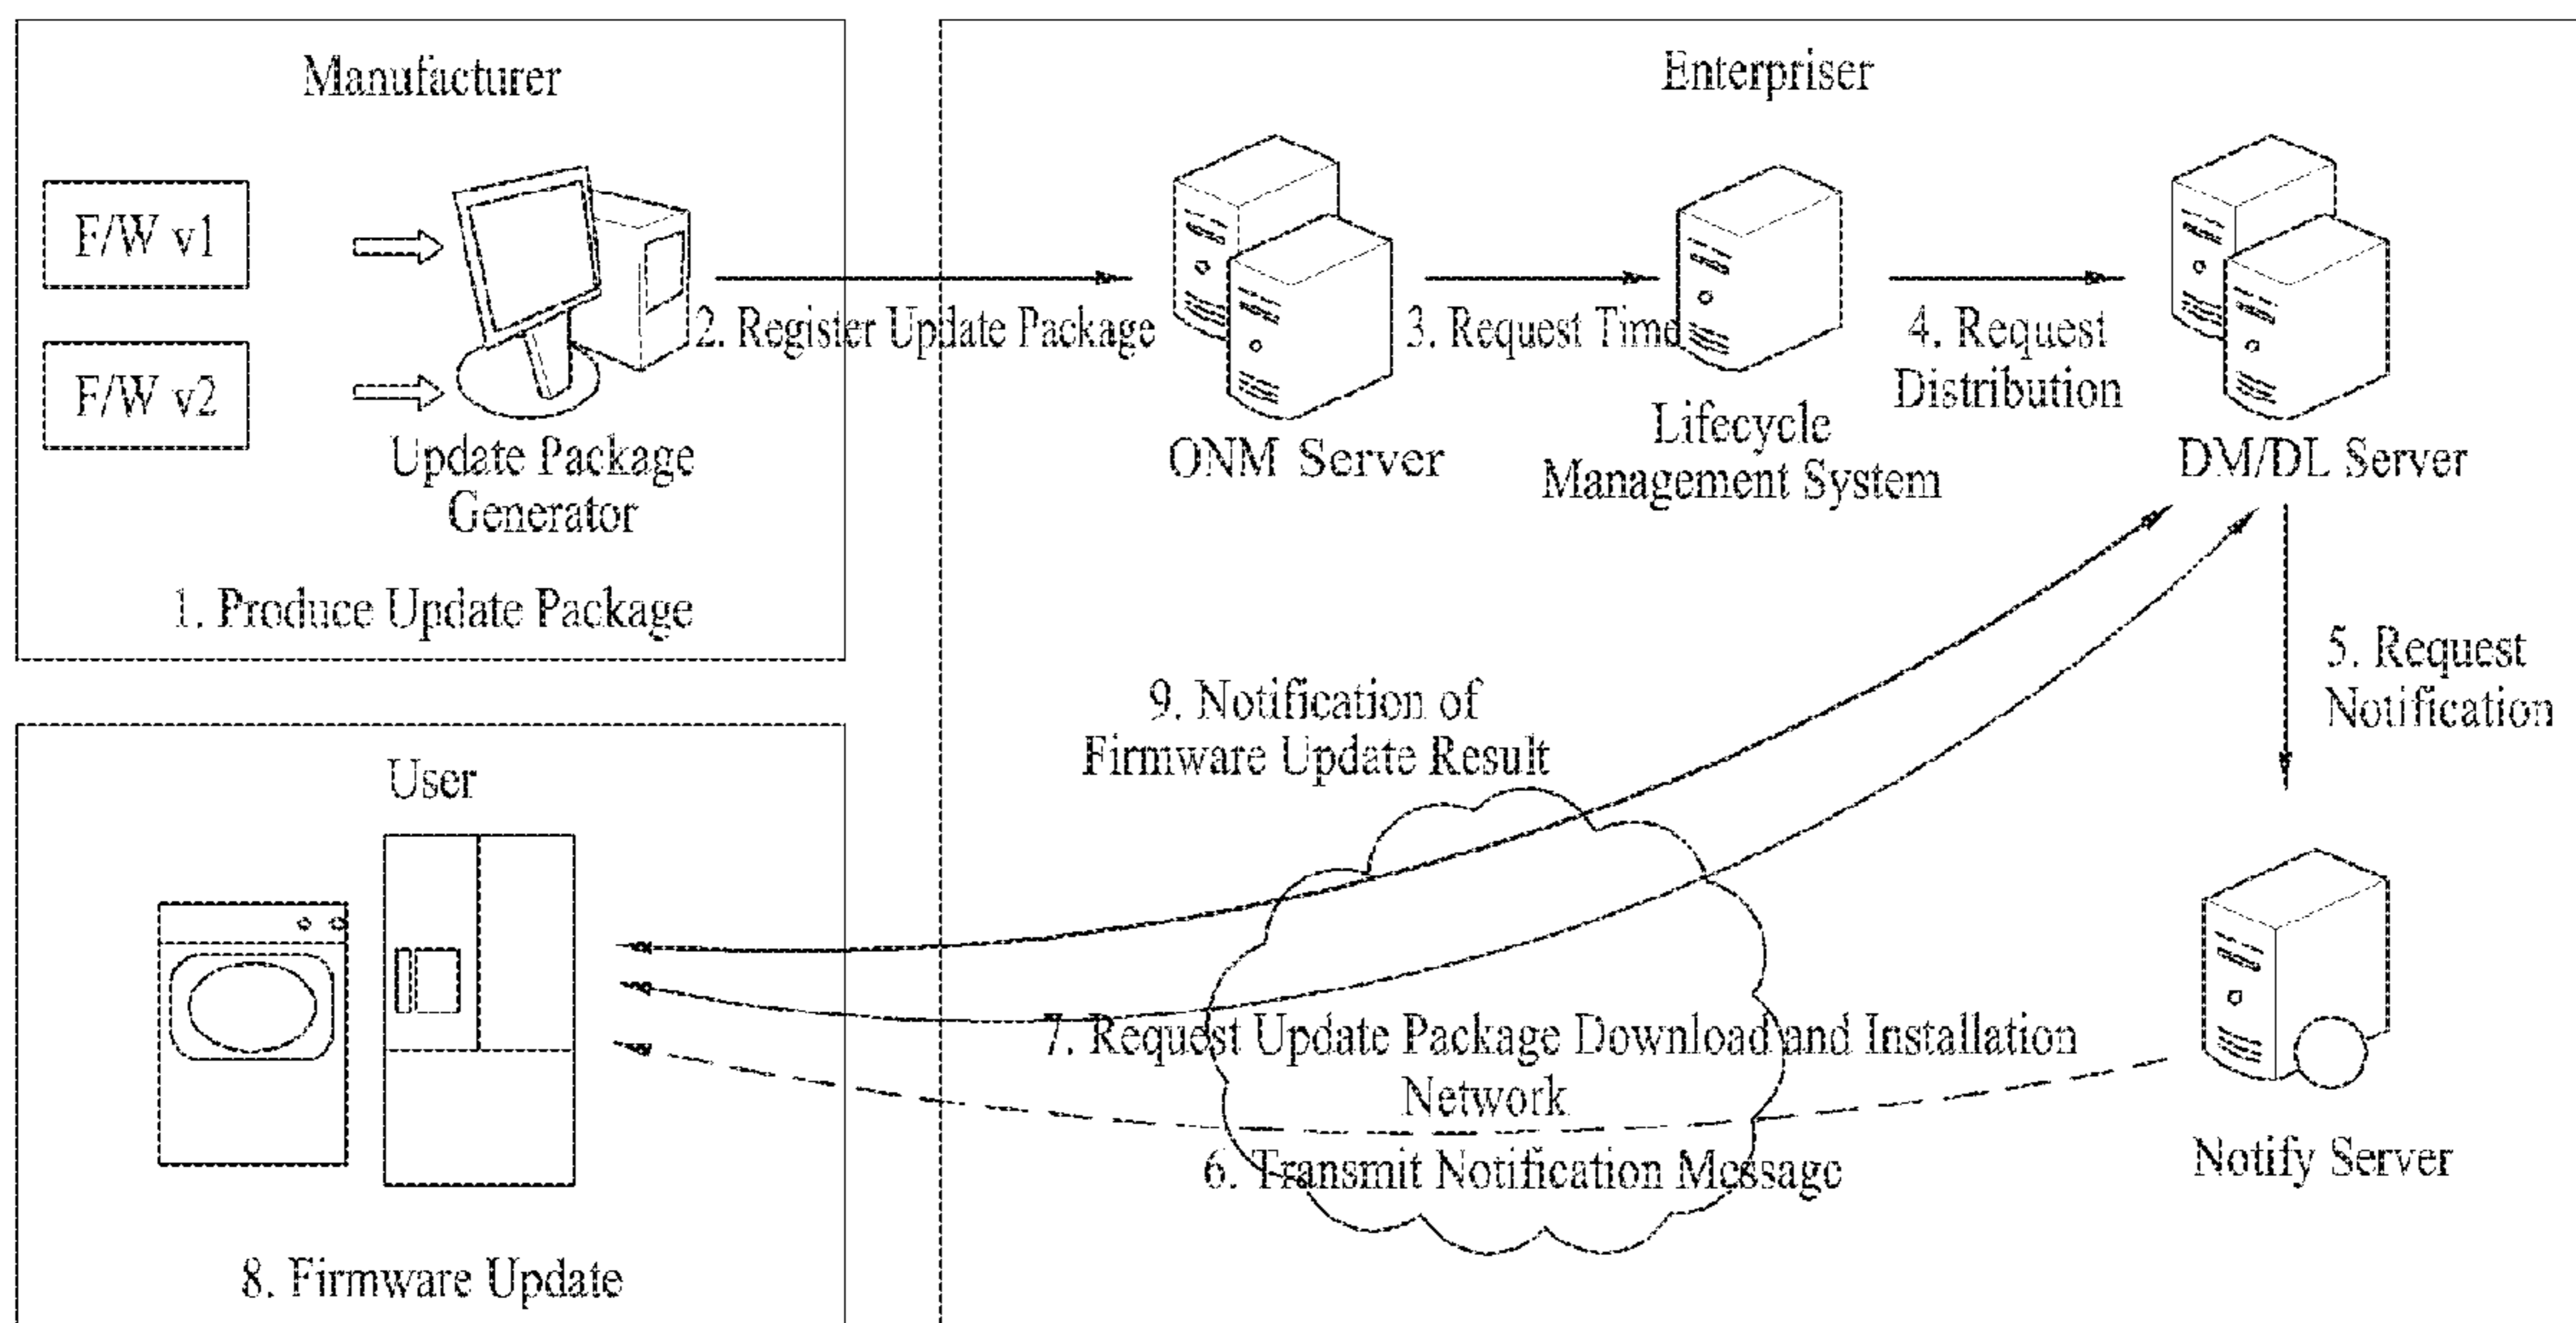 Manufacturer
F/W v1
F/W v2
Update Package
Generator
1. Produce Update Package
2. Register Update Package
Enterpriser
ONM Server
3. Request Time
Lifecycle
Management System
4. Request
Distribution
DM/DL Server
5. Request
Notification
9. Notification of
Firmware Update Result
7. Request Update Package Download and Installation
Network
6. Transmit Notification Message
Notify Server
User
8. Firmware Update